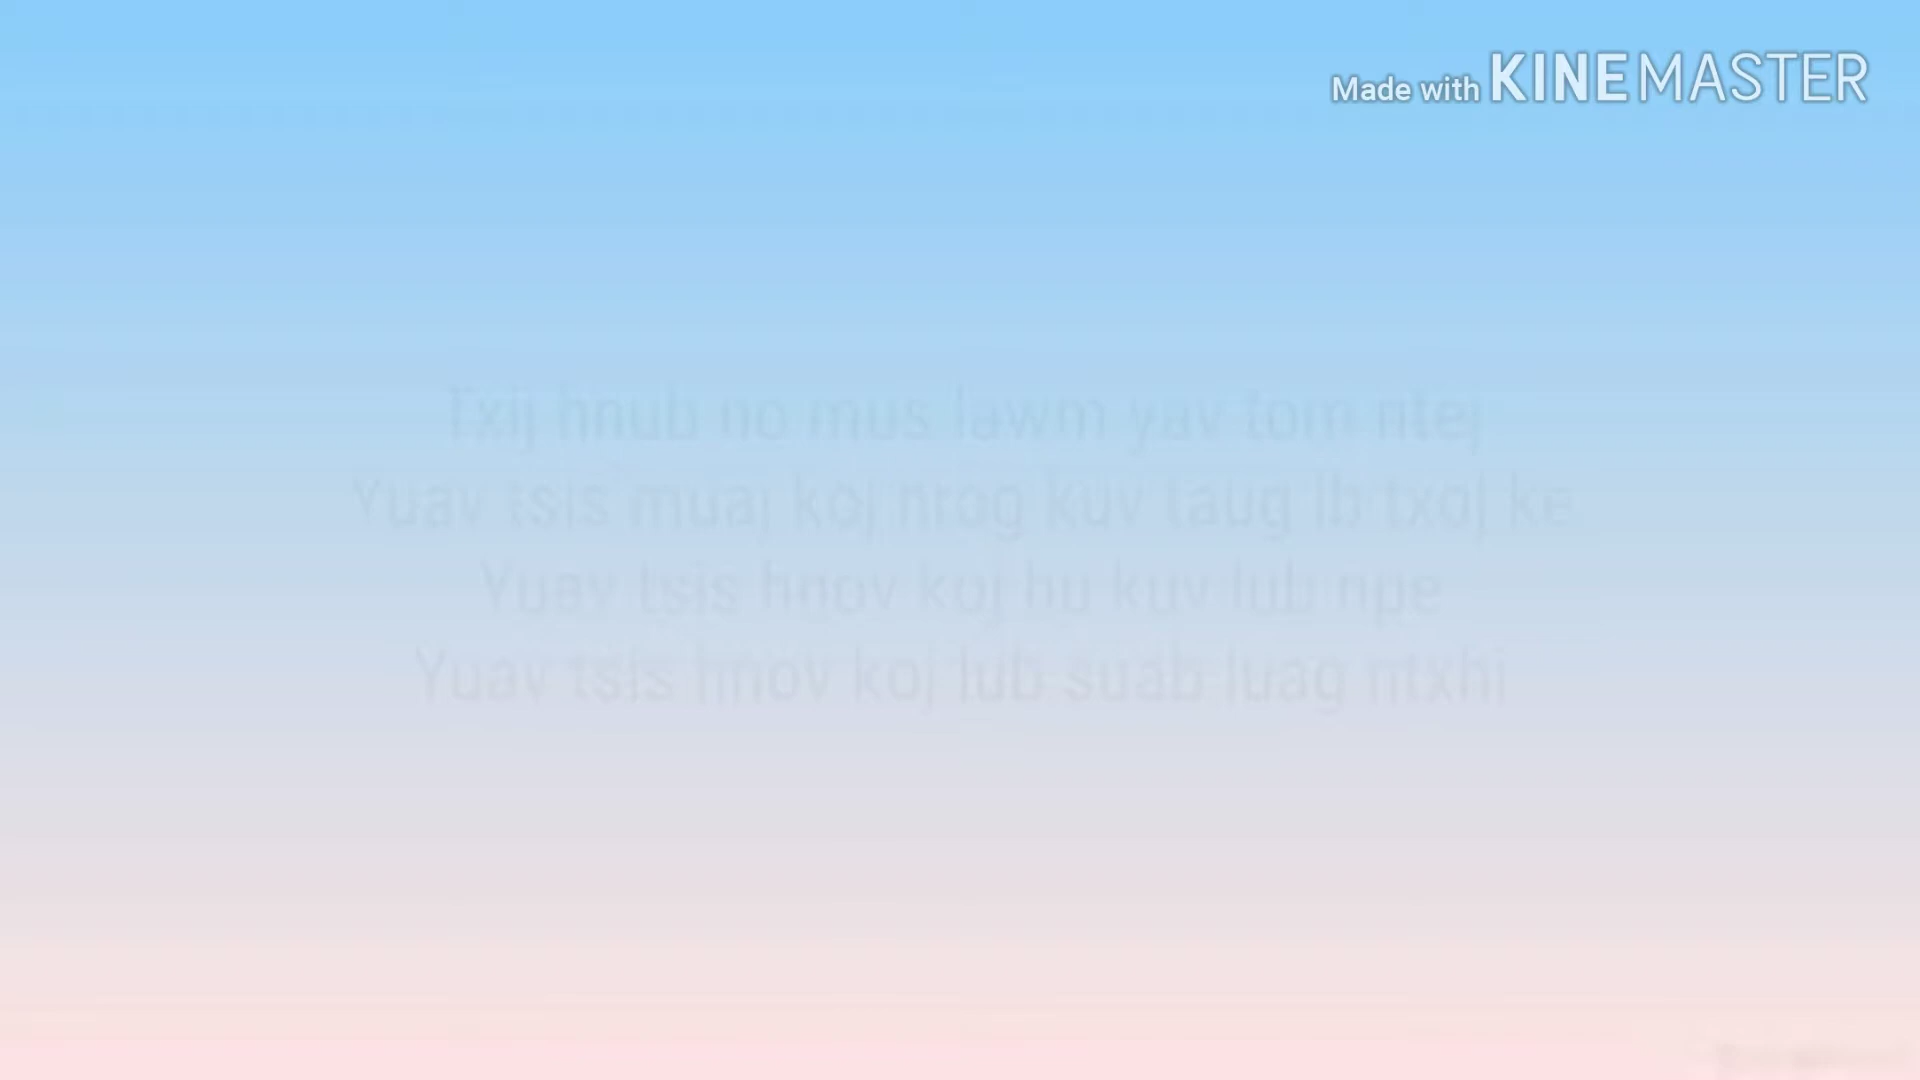 Made with KINEMASTER
Txij hnub no mus lawm yav tom ntej
Yuav tsis muaj koj nrog kuv taug ib txoj ke
Yuav tsis hnov koj hu kuv lub npe
Yuav tsis hnov koj lub suab luag ntxhi